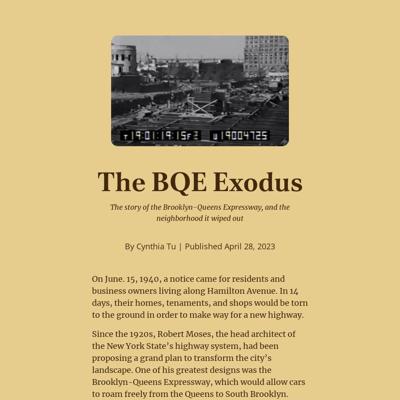 T 19:01:19:15F2 W 19004725
The BQE Exodus
The story of the Brooklyn-Queens Expressway, and the
neighborhood it wiped out
By Cynthia Tu | Published April 28, 2023
On June. 15, 1940, a notice came for residents and
business owners living along Hamilton Avenue. In 14
days, their homes, tenaments, and shops would be torn
to the ground in order to make way for a new highway.
Since the 1920s, Robert Moses, the head architect of
the New York State's highway system, had been
proposing a grand plan to transform the city's
landscape. One of his greatest designs was the
Brooklyn-Queens Expressway, which would allow cars
to roam freely from the Queens to South Brooklyn.